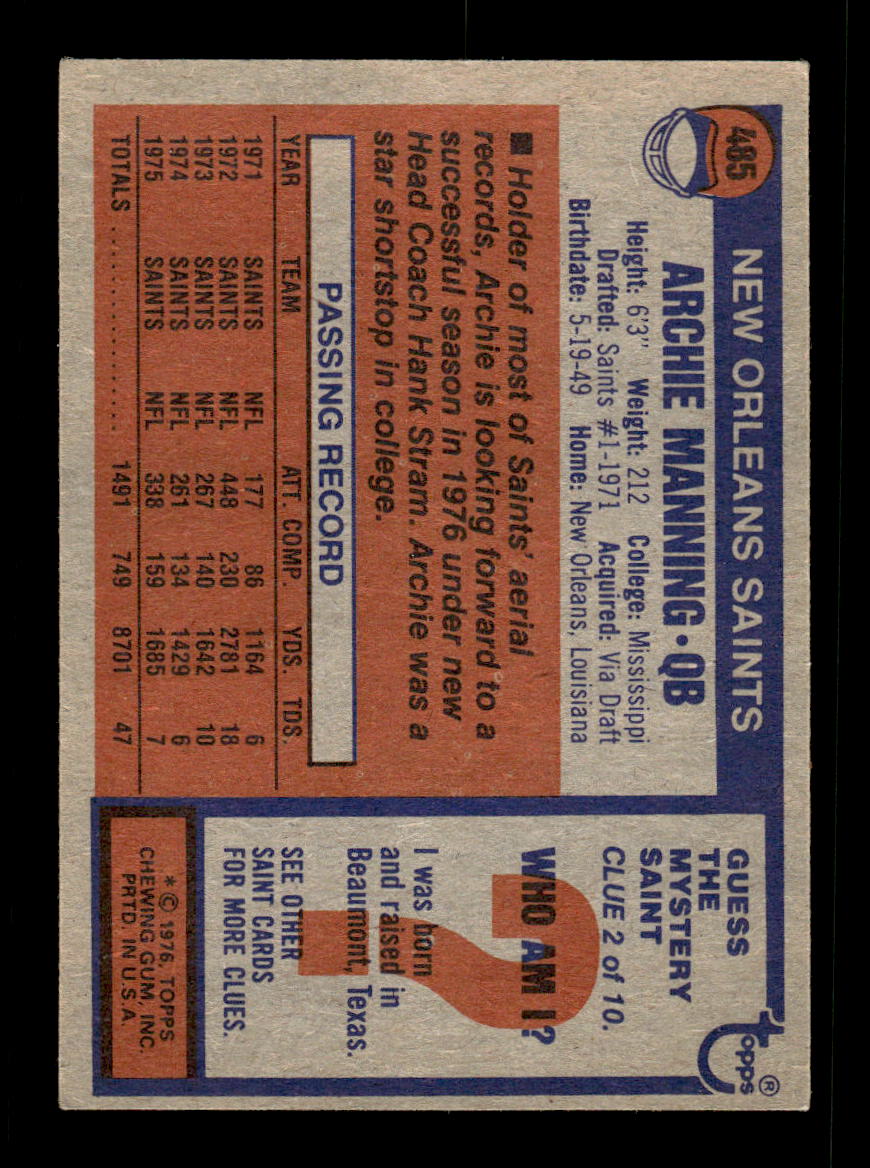 485
NEW ORLEANS SAINTS
ARCHIE MANNING • QB
Height: 6'3" Weight: 212 College: Mississippi
Drafted: Saints #1-1971 Acquired: Via Draft
Birthdate: 5-19-49 Home: New Orleans, Louisiana
■ Holder of most of Saints' aerial
records, Archie is looking forward to a
successful season in 1976 under new
Head Coach Hank Stram. Archie was a
star shortstop in college.
PASSING RECORD
YEAR TEAM ATT. COMP. YDS. TDS.
1971 SAINTS NFL 177 86 1164 6
1972 SAINTS NFL 448 230 2781 18
1973 SAINTS NFL 267 140 1642 10
1974 SAINTS NFL 261 134 1429 6
1975 SAINTS NFL 338 159 1685 7
TOTALS .................... 1491 749 8701 47
topps ®
GUESS
THE
MYSTERY
SAINT
CLUE 2 of 10.
WHO AM I?
?
I was born
and raised in
Beaumont, Texas.
SEE OTHER
SAINT CARDS
FOR MORE CLUES.
* © 1976, TOPPS
CHEWING GUM, INC.
PRTD. IN U.S.A.